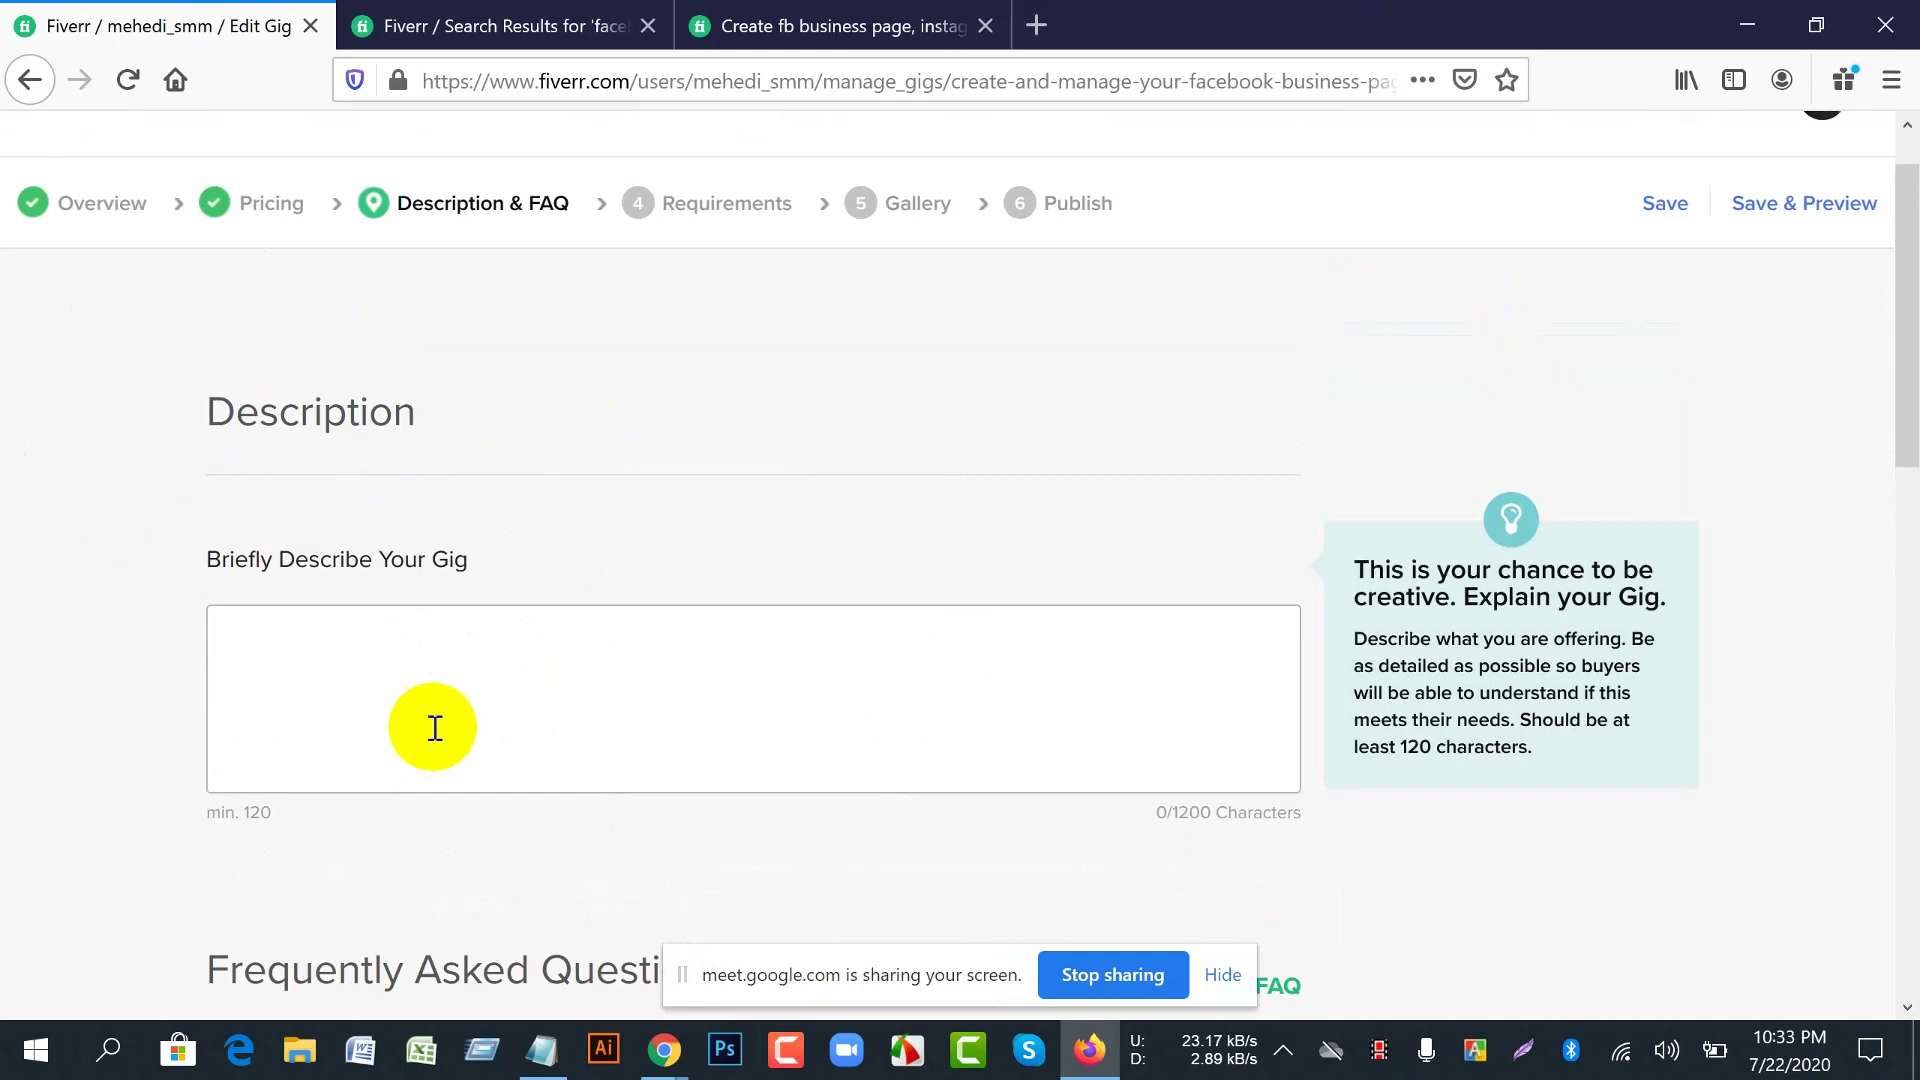 Fiverr / mehedi_smm / Edit Gig
Fiverr / Search Results for 'face
Create fb business page, instag
https://www.fiverr.com/users/mehedi_smm/manage_gigs/create-and-manage-your-facebook-business-pag
Overview
Pricing
Description & FAQ
4 Requirements
5 Gallery
6 Publish
Save
Save & Preview
Description
Briefly Describe Your Gig
This is your chance to be
creative. Explain your Gig.
Describe what you are offering. Be
as detailed as possible so buyers
will be able to understand if this
meets their needs. Should be at
least 120 characters.
min. 120
0/1200 Characters
Frequently Asked Questi
FAQ
meet.google.com is sharing your screen.
Stop sharing
Hide
U: 23.17 kB/s
D: 2.89 kB/s
10:33 PM
7/22/2020